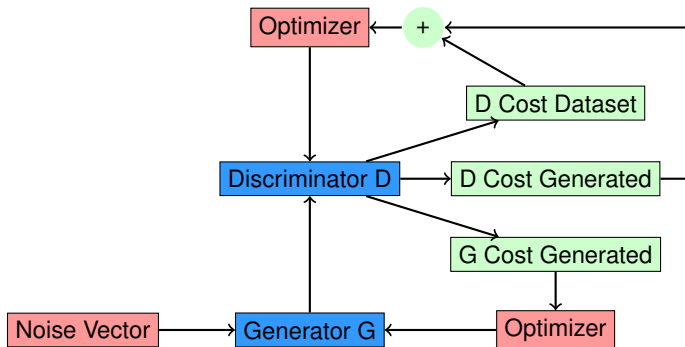 Optimizer
+
D Cost Dataset
Discriminator D
D Cost Generated
G Cost Generated
Noise Vector
Generator G
Optimizer